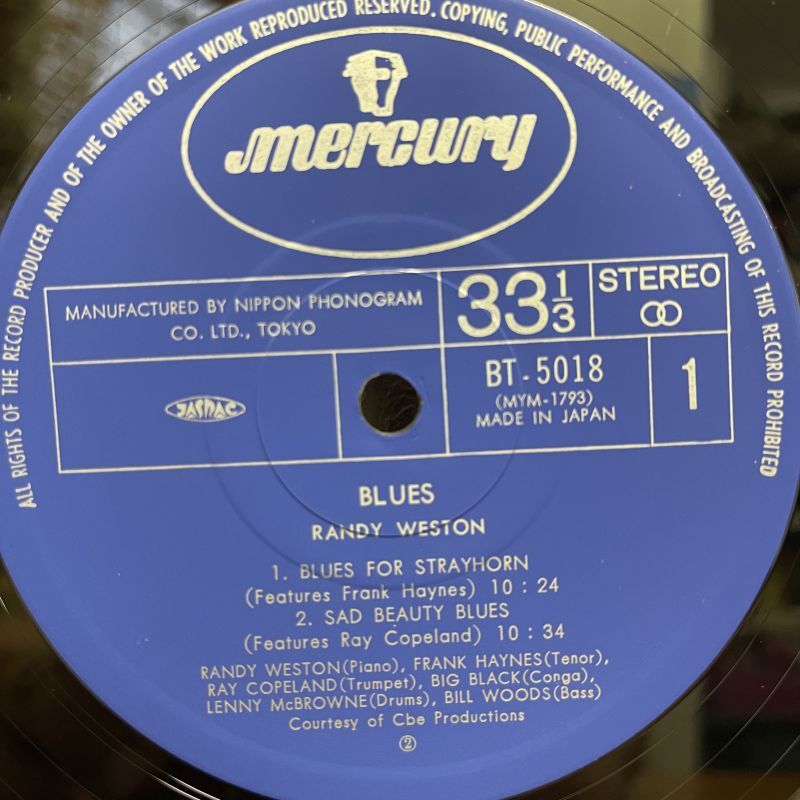 ALL RIGHTS OF THE RECORD PRODUCER AND OF THE OWNER OF THE WORK REPRODUCED RESERVED. COPYING, PUBLIC PERFORMANCE AND BROADCASTING OF THIS RECORD PROHIBITED
mercury
MANUFACTURED BY NIPPON PHONOGRAM
CO. LTD., TOKYO
33 1/3
STEREO
JASRAC
BT-5018
(MYM-1793)
MADE IN JAPAN
1
BLUES
RANDY WESTON
1. BLUES FOR STRAYHORN
(Features Frank Haynes) 10 : 24
2. SAD BEAUTY BLUES
(Features Ray Copeland) 10 : 34
RANDY WESTON(Piano), FRANK HAYNES(Tenor),
RAY COPELAND(Trumpet), BIG BLACK(Conga),
LENNY McBROWNE(Drums), BILL WOODS(Bass)
Courtesy of Cbe Productions
②